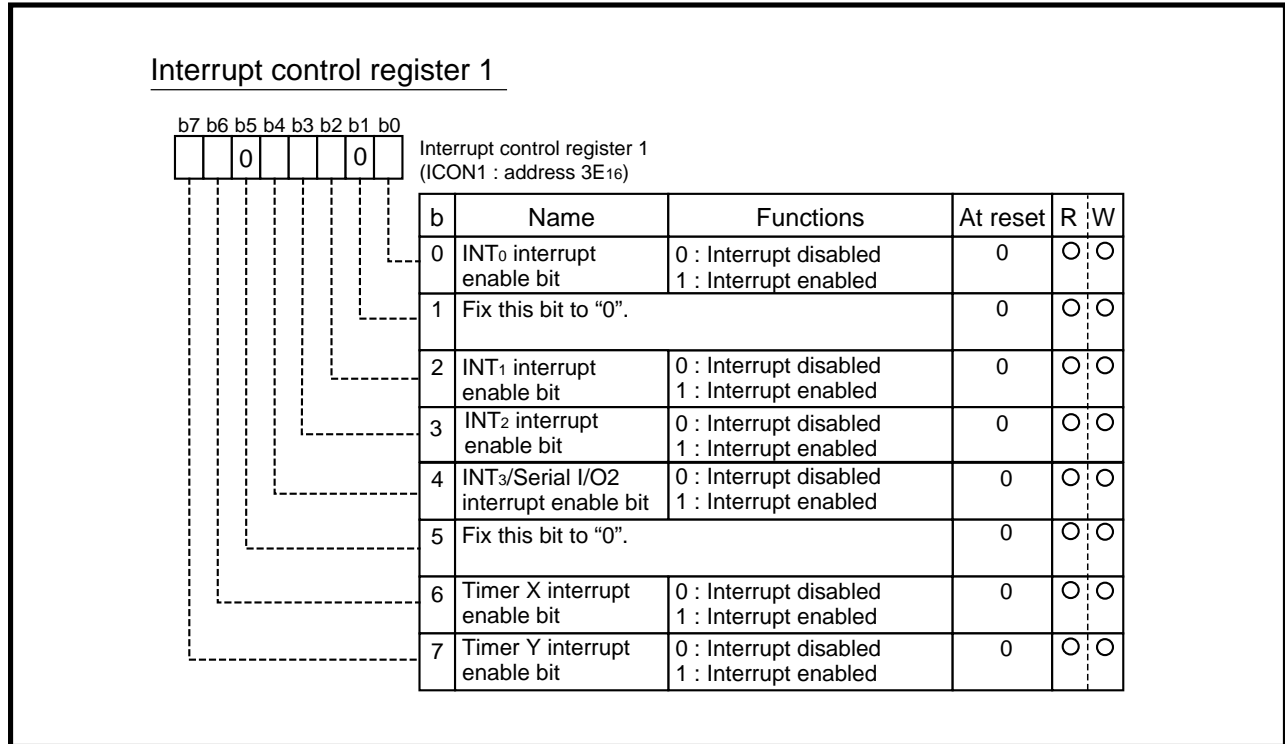 Interrupt control register 1
b7 b6 b5 b4 b3 b2 b1 b0
0 0
Interrupt control register 1
(ICON1 : address 3E16)
b Name Functions At reset R W
0 INT0 interrupt enable bit 0 : Interrupt disabled 0
1 : Interrupt enabled
1 Fix this bit to “0”. 0
2 INT1 interrupt enable bit 0 : Interrupt disabled 0
1 : Interrupt enabled
3 INT2 interrupt enable bit 0 : Interrupt disabled 0
1 : Interrupt enabled
4 INT3/Serial I/O2 interrupt enable bit 0 : Interrupt disabled 0
1 : Interrupt enabled
5 Fix this bit to “0”. 0
6 Timer X interrupt enable bit 0 : Interrupt disabled 0
1 : Interrupt enabled
7 Timer Y interrupt enable bit 0 : Interrupt disabled 0
1 : Interrupt enabled